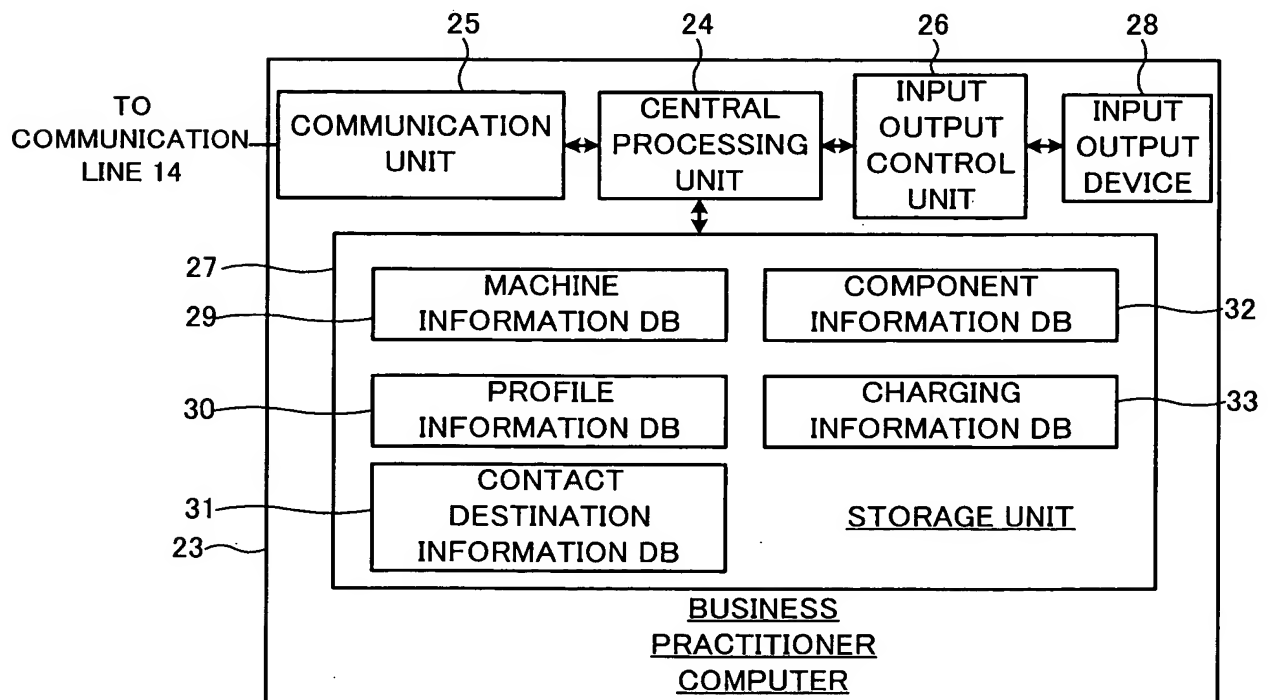 25
24
26
28
TO
COMMUNICATION
LINE 14
COMMUNICATION
UNIT
CENTRAL
PROCESSING
UNIT
INPUT
OUTPUT
CONTROL
UNIT
INPUT
OUTPUT
DEVICE
27
29
MACHINE
INFORMATION DB
COMPONENT
INFORMATION DB
32
30
PROFILE
INFORMATION DB
CHARGING
INFORMATION DB
33
31
23
CONTACT
DESTINATION
INFORMATION DB
STORAGE UNIT
BUSINESS
PRACTITIONER
COMPUTER